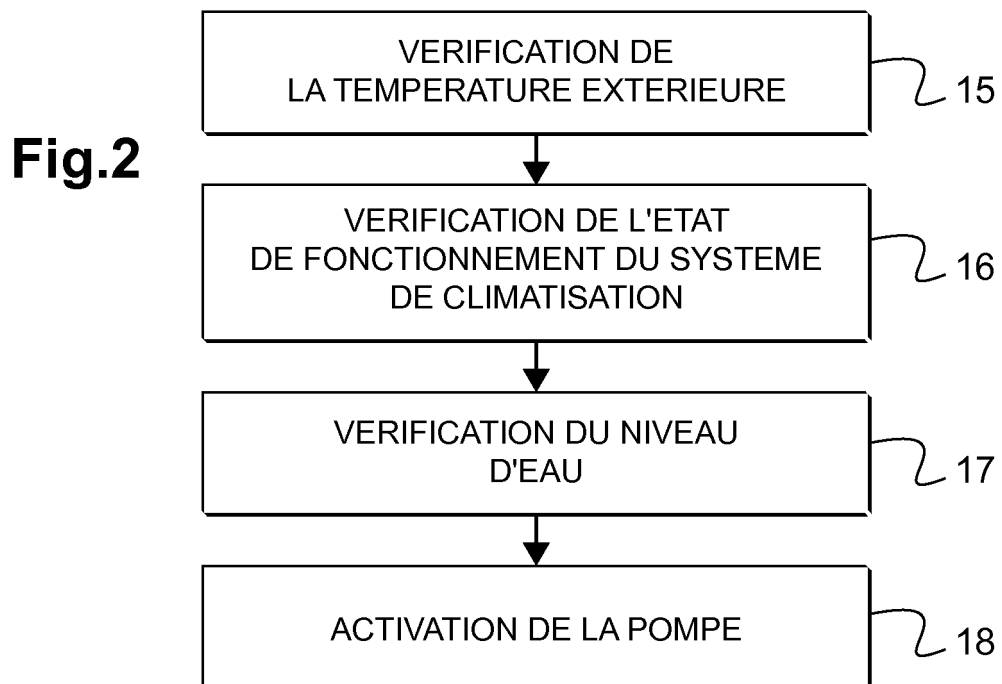 VERIFICATION DE
LA TEMPERATURE EXTERIEURE
15
Fig.2
VERIFICATION DE L'ETAT
DE FONCTIONNEMENT DU SYSTEME
DE CLIMATISATION
16
VERIFICATION DU NIVEAU
D'EAU
17
ACTIVATION DE LA POMPE
18